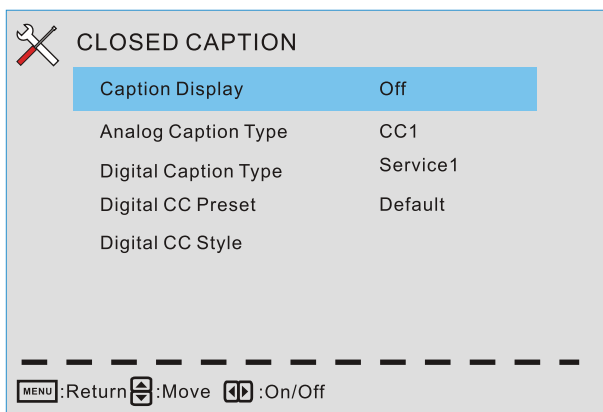 CLOSED CAPTION
Caption Display Off
Analog Caption Type CC1
Digital Caption Type Service1
Digital CC Preset Default
Digital CC Style
MENU :Return :Move :On/Off